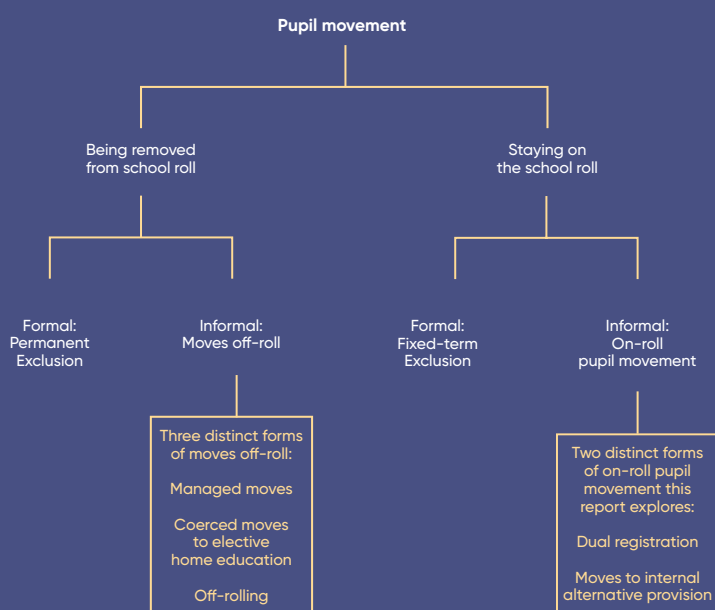 Pupil movement
Being removed
from school roll
Staying on
the school roll
Formal:
Permanent
Exclusion
Informal:
Moves off-roll
Formal:
Fixed-term
Exclusion
Informal:
On-roll
pupil movement
Three distinct forms
of moves off-roll:
Managed moves
Coerced moves
to elective
home education
Off-rolling
Two distinct forms
of on-roll pupil
movement this
report explores:
Dual registration
Moves to internal
alternative provision